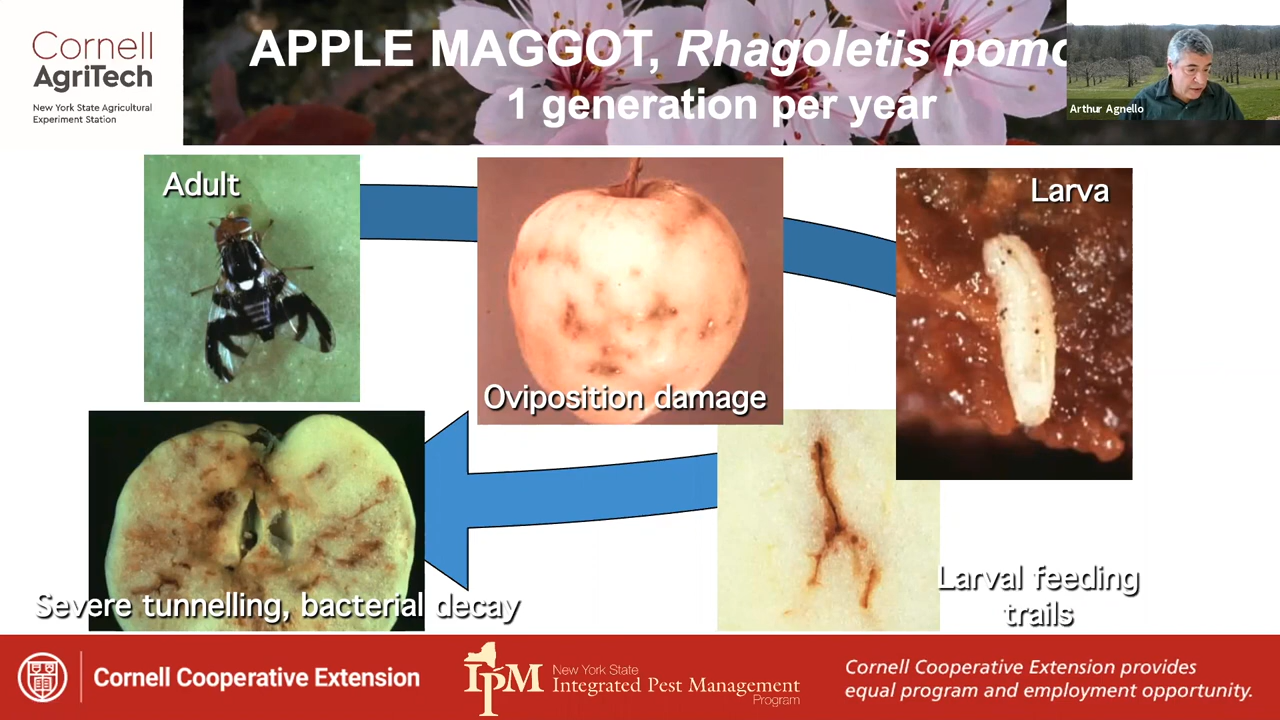 Cornell
AgriTech
New York State Agricultural
Experiment Station
APPLE MAGGOT, Rhagoletis pomo
1 generation per year
Arthur Agnello
Adult
Oviposition damage
Larva
Severe tunnelling, bacterial decay
Larval feeding
trails
Cornell Cooperative Extension
IPM
New York State
Integrated Pest Management
Program
Cornell Cooperative Extension provides
equal program and employment opportunity.